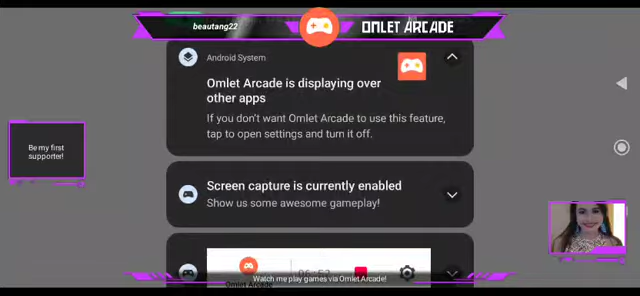 beautang22
OMLET ARCADE
Android System
Omlet Arcade is displaying over
other apps
If you don't want Omlet Arcade to use this feature,
tap to open settings and turn it off.
Be my first
supporter!
Screen capture is currently enabled
Show us some awesome gameplay!
Watch me play games via Omlet Arcade!